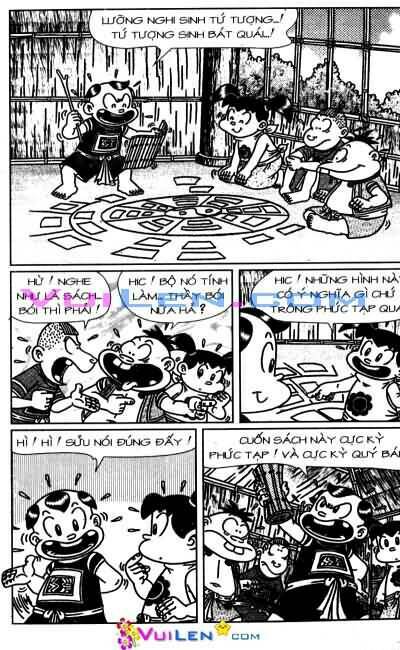 LƯỠNG NGHI SINH TỨ TƯỢNG...!
TỨ TƯỢNG SINH BÁT QUÁI...!
HỪ! NGHE
NHƯ LÀ SÁCH
BÓI THÌ PHẢI!
HIC! BỘ NÓ TÍNH
LÀM... THẦY BÓI
NỮA HẢ?
HIC! NHỮNG HÌNH NÀY
CÓ Ý NGHĨA GÌ CHỨ
TRÔNG PHỨC TẠP QUÁ
VUILEN.COM
HÌ! HÌ! SỬU NÓI ĐÚNG ĐẤY!
CUỐN SÁCH NÀY CỰC KỲ
PHỨC TẠP! VÀ CỰC KỲ QUÝ BÁU
VUILEN.com